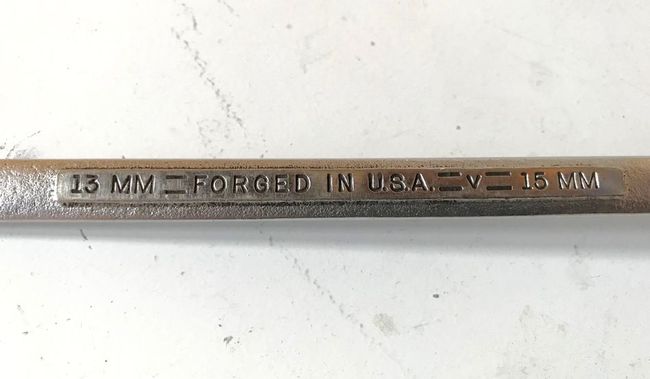 13 MM = FORGED IN U.S.A. = V = 15 MM